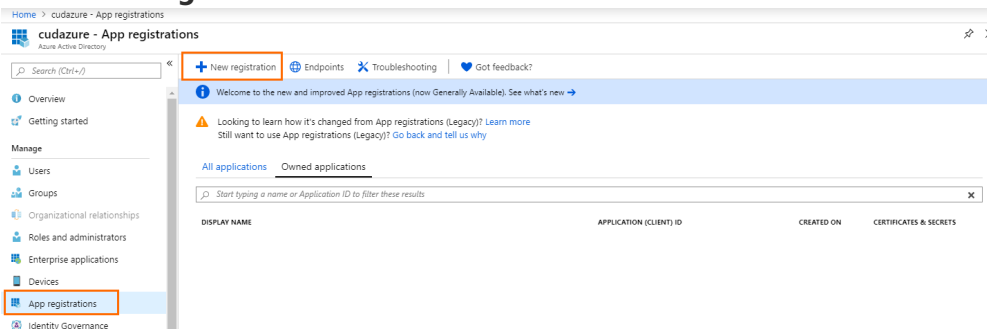 Home > cudazure - App registrations
cudazure - App registrations
Azure Active Directory
Search (Ctrl+/)
«
Overview
Getting started
Manage
Users
Groups
Organizational relationships
Roles and administrators
Enterprise applications
Devices
App registrations
Identity Governance
New registration Endpoints Troubleshooting Got feedback?
Welcome to the new and improved App registrations (now Generally Available). See what's new →
Looking to learn how it's changed from App registrations (Legacy)? Learn more
Still want to use App registrations (Legacy)? Go back and tell us why
All applications Owned applications
Start typing a name or Application ID to filter these results
DISPLAY NAME APPLICATION (CLIENT) ID CREATED ON CERTIFICATES & SECRETS